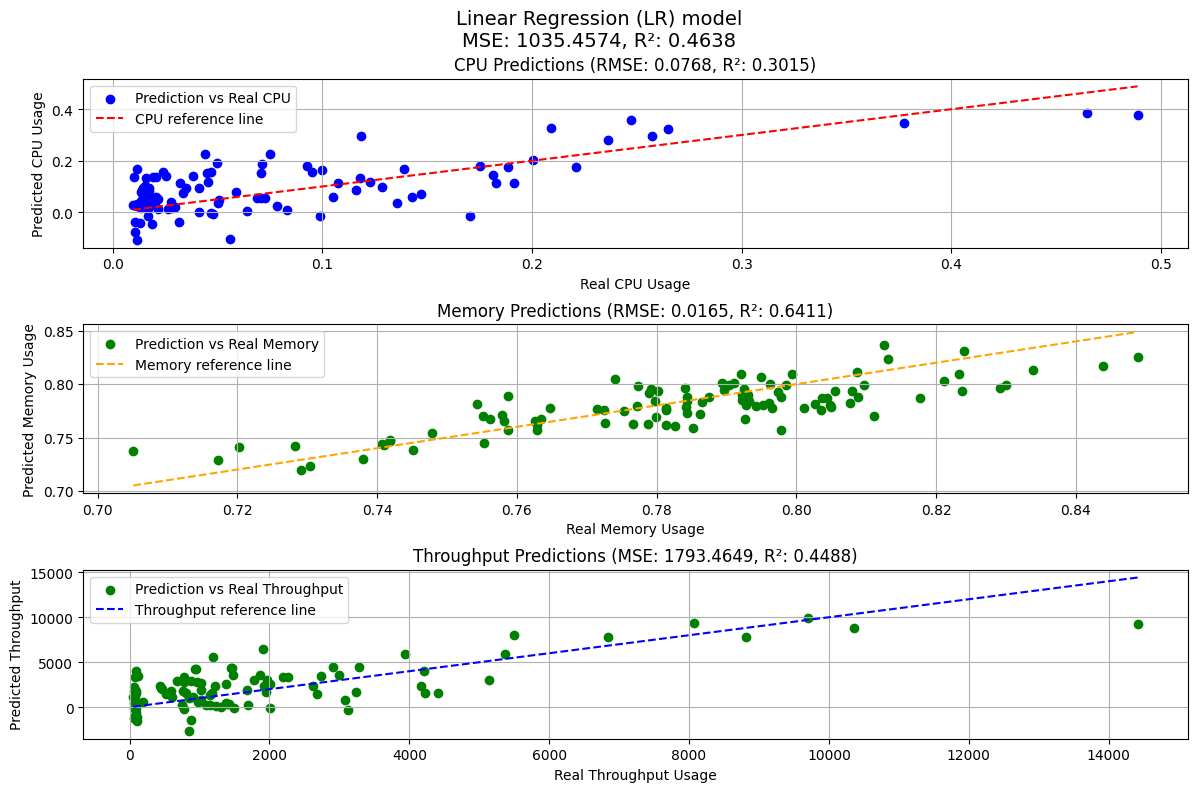 Linear Regression (LR) model
MSE: 1035.4574, R²: 0.4638
CPU Predictions (RMSE: 0.0768, R²: 0.3015)
Prediction vs Real CPU
CPU reference line
Predicted CPU Usage
0.4
0.2
0.0
0.0 0.1 0.2 0.3 0.4 0.5
Real CPU Usage
Memory Predictions (RMSE: 0.0165, R²: 0.6411)
Prediction vs Real Memory
Memory reference line
Predicted Memory Usage
0.85
0.80
0.75
0.70
0.70 0.72 0.74 0.76 0.78 0.80 0.82 0.84
Real Memory Usage
Throughput Predictions (MSE: 1793.4649, R²: 0.4488)
Prediction vs Real Throughput
Throughput reference line
Predicted Throughput
15000
10000
5000
0
0 2000 4000 6000 8000 10000 12000 14000
Real Throughput Usage